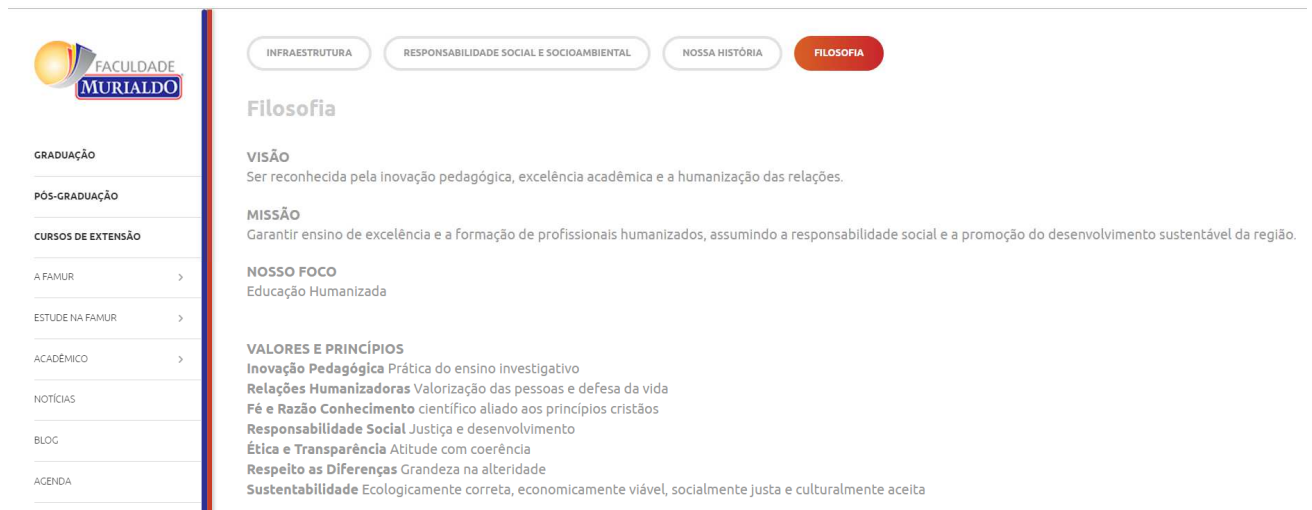 FACULDADE
MURIALDO
GRADUAÇÃO
PÓS-GRADUAÇÃO
CURSOS DE EXTENSÃO
A FAMUR
ESTUDE NA FAMUR
ACADÊMICO
NOTÍCIAS
BLOG
AGENDA
INFRAESTRUTURA
RESPONSABILIDADE SOCIAL E SOCIOAMBIENTAL
NOSSA HISTÓRIA
FILOSOFIA
Filosofia
VISÃO
Ser reconhecida pela inovação pedagógica, excelência acadêmica e a humanização das relações.
MISSÃO
Garantir ensino de excelência e a formação de profissionais humanizados, assumindo a responsabilidade social e a promoção do desenvolvimento sustentável da região.
NOSSO FOCO
Educação Humanizada
VALORES E PRINCÍPIOS
Inovação Pedagógica Prática do ensino investigativo
Relações Humanizadoras Valorização das pessoas e defesa da vida
Fé e Razão Conhecimento científico aliado aos princípios cristãos
Responsabilidade Social Justiça e desenvolvimento
Ética e Transparência Atitude com coerência
Respeito as Diferenças Grandeza na alteridade
Sustentabilidade Ecologicamente correta, economicamente viável, socialmente justa e culturalmente aceita